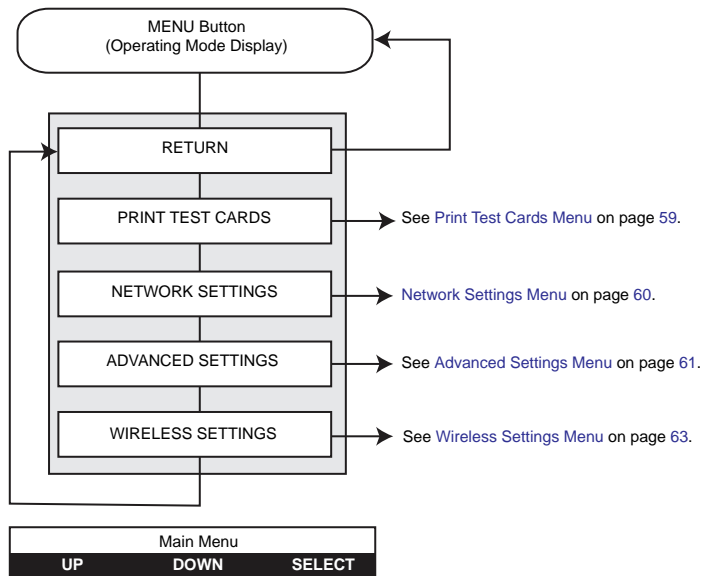 MENU Button
(Operating Mode Display)
RETURN
PRINT TEST CARDS
See Print Test Cards Menu on page 59.
NETWORK SETTINGS
Network Settings Menu on page 60.
ADVANCED SETTINGS
See Advanced Settings Menu on page 61.
WIRELESS SETTINGS
See Wireless Settings Menu on page 63.
Main Menu
UP DOWN SELECT